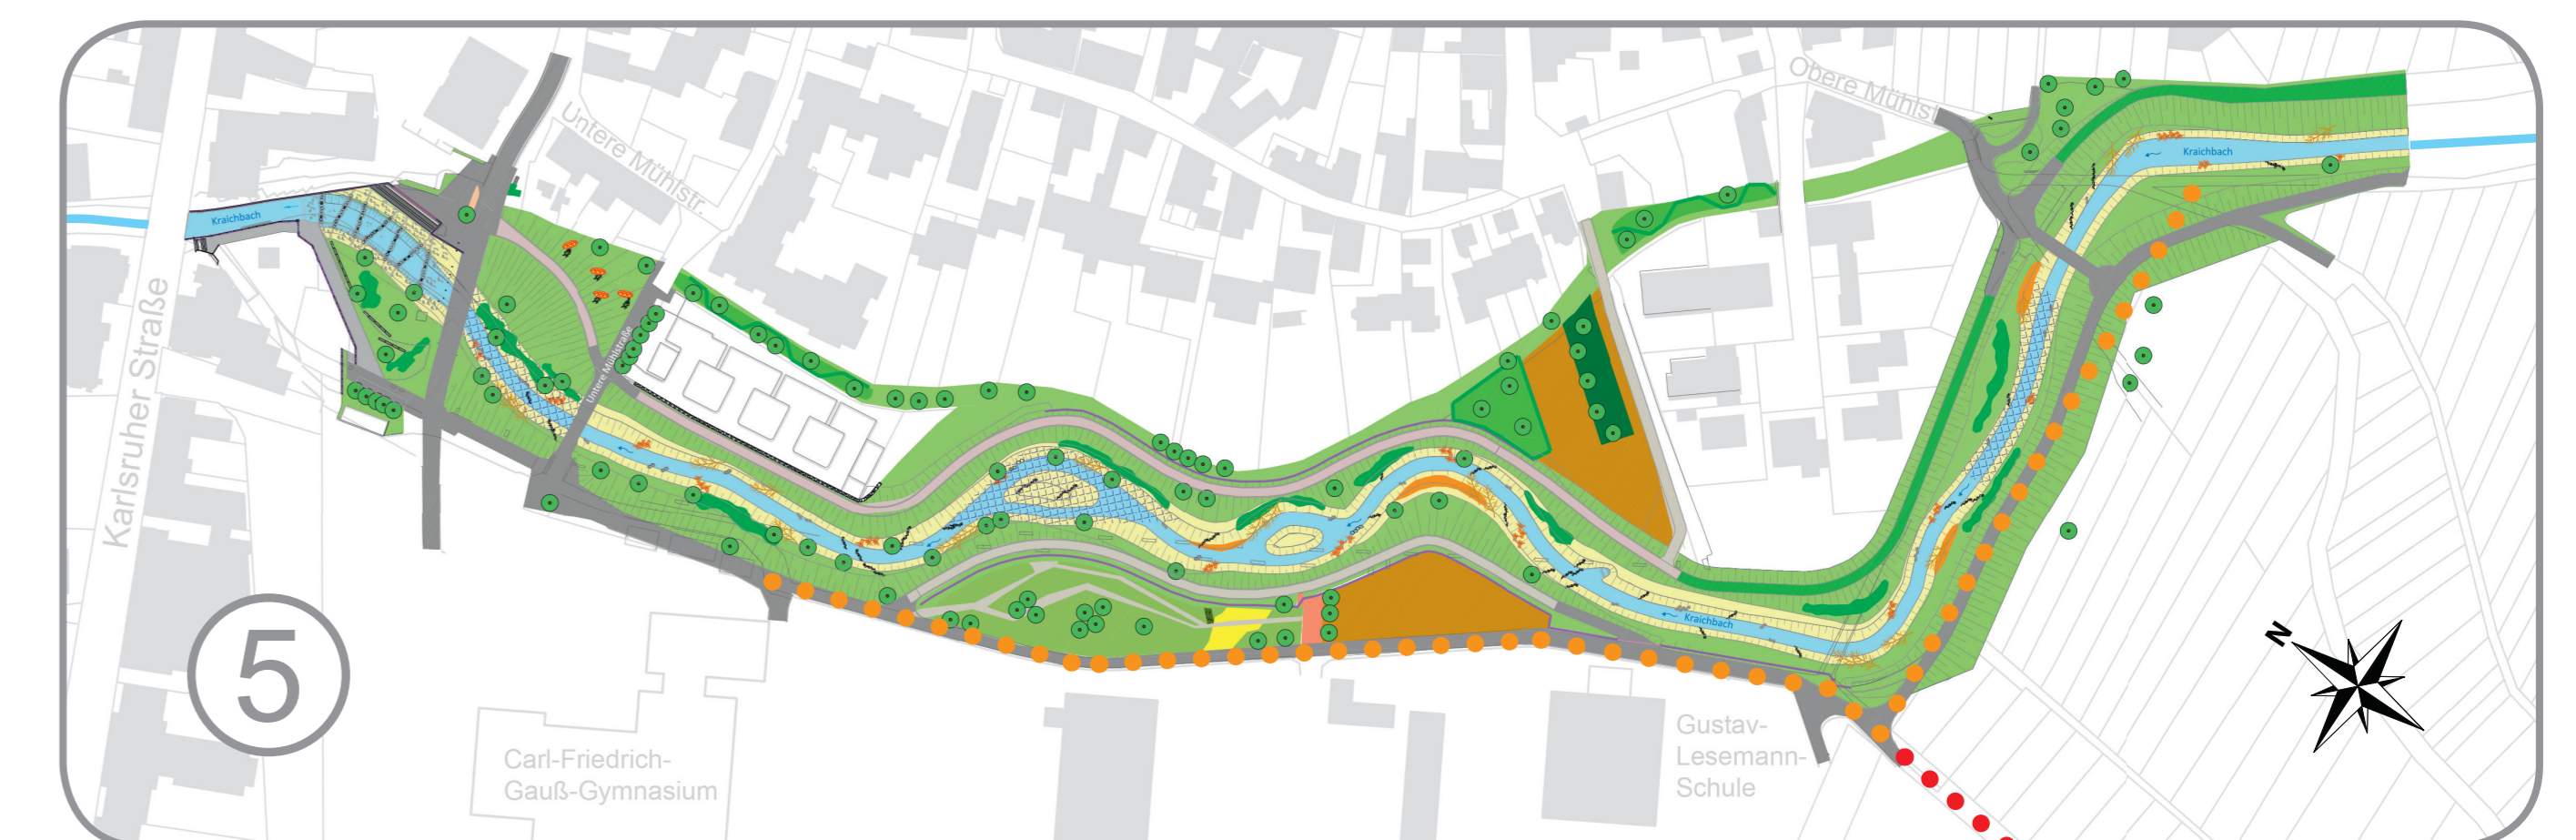 Obere Mühlst
Kraichbach
Untere Mühlstr.
Kraichbach
Karlsruher Straße
Untere Mühlstraße
Kraichbach
5
N
Carl-Friedrich-
Gauß-Gymnasium
Gustav-
Lesemann-
Schule